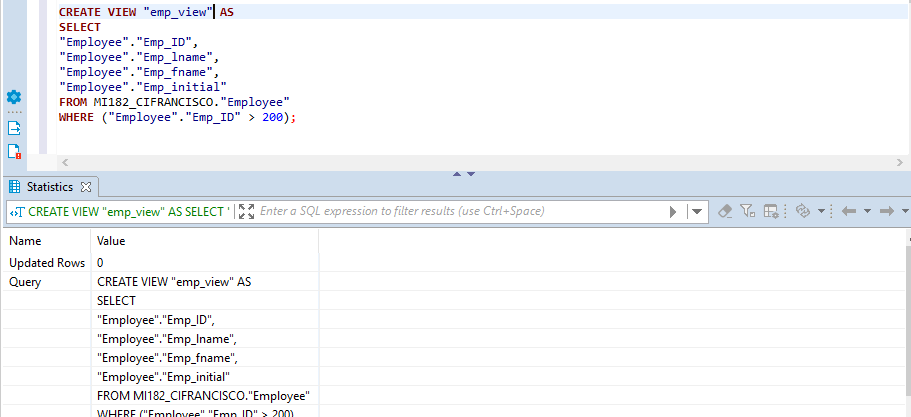 CREATE VIEW "emp_view" AS
SELECT
"Employee"."Emp_ID",
"Employee"."Emp_lname",
"Employee"."Emp_fname",
"Employee"."Emp_initial"
FROM MI182_CIFRANCISCO."Employee"
WHERE ("Employee"."Emp_ID" > 200);
Statistics
CREATE VIEW "emp_view" AS SELECT ' Enter a SQL expression to filter results (use Ctrl+Space)
Name Value
Updated Rows 0
Query CREATE VIEW "emp_view" AS
SELECT
"Employee"."Emp_ID",
"Employee"."Emp_lname",
"Employee"."Emp_fname",
"Employee"."Emp_initial"
FROM MI182_CIFRANCISCO."Employee"
WHERE ("Employee"."Emp_ID" > 200)